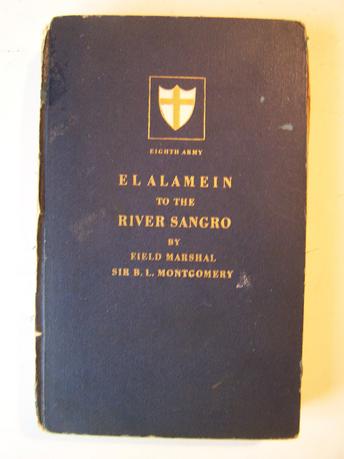 EIGHTH ARMY
EL ALAMEIN
TO THE
RIVER SANGRO
BY
FIELD MARSHAL
SIR B. L. MONTGOMERY